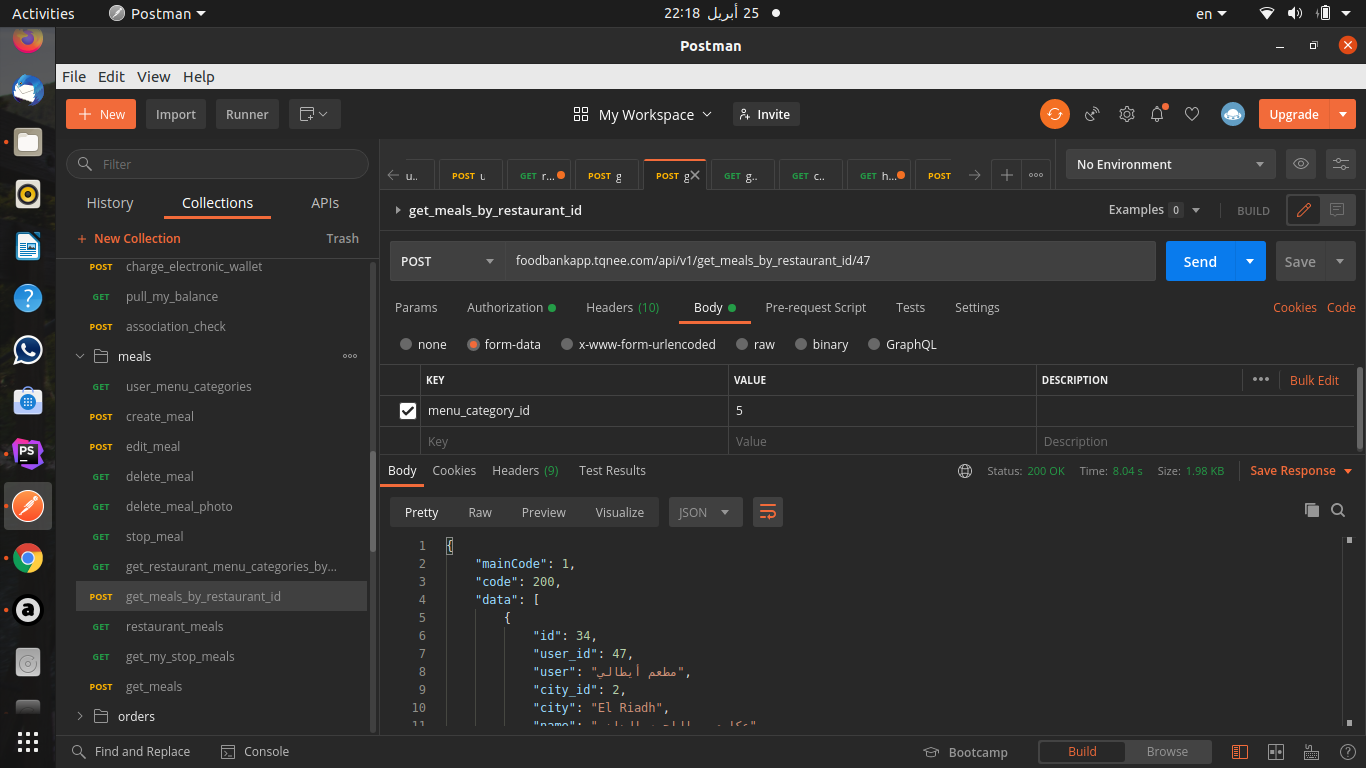 Activities Postman 25 أبريل 22:18 en
Postman
File Edit View Help
New Import Runner My Workspace Invite Upgrade
Filter
u.. POST u GET r... POST g POST g GET g.. GET c.. GET h... POST No Environment
History Collections APIs
get_meals_by_restaurant_id Examples 0 BUILD
+ New Collection Trash
POST foodbankapp.tqnee.com/api/v1/get_meals_by_restaurant_id/47 Send Save
POST charge_electronic_wallet
GET pull_my_balance
POST association_check
meals
GET user_menu_categories
POST create_meal
POST edit_meal
GET delete_meal
GET delete_meal_photo
GET stop_meal
GET get_restaurant_menu_categories_by...
POST get_meals_by_restaurant_id
GET restaurant_meals
GET get_my_stop_meals
POST get_meals
orders
Params Authorization Headers (10) Body Pre-request Script Tests Settings Cookies Code
none form-data x-www-form-urlencoded raw binary GraphQL
KEY VALUE DESCRIPTION Bulk Edit
menu_category_id 5
Key Value Description
Body Cookies Headers (9) Test Results Status: 200 OK Time: 8.04 s Size: 1.98 KB Save Response
Pretty Raw Preview Visualize JSON
1 {
2 "mainCode": 1,
3 "code": 200,
4 "data": [
5 {
6 "id": 34,
7 "user_id": 47,
8 "user": "مطعم أيطالي",
9 "city_id": 2,
10 "city": "El Riadh",
11 "name":
Find and Replace Console Bootcamp Build Browse
PS
a